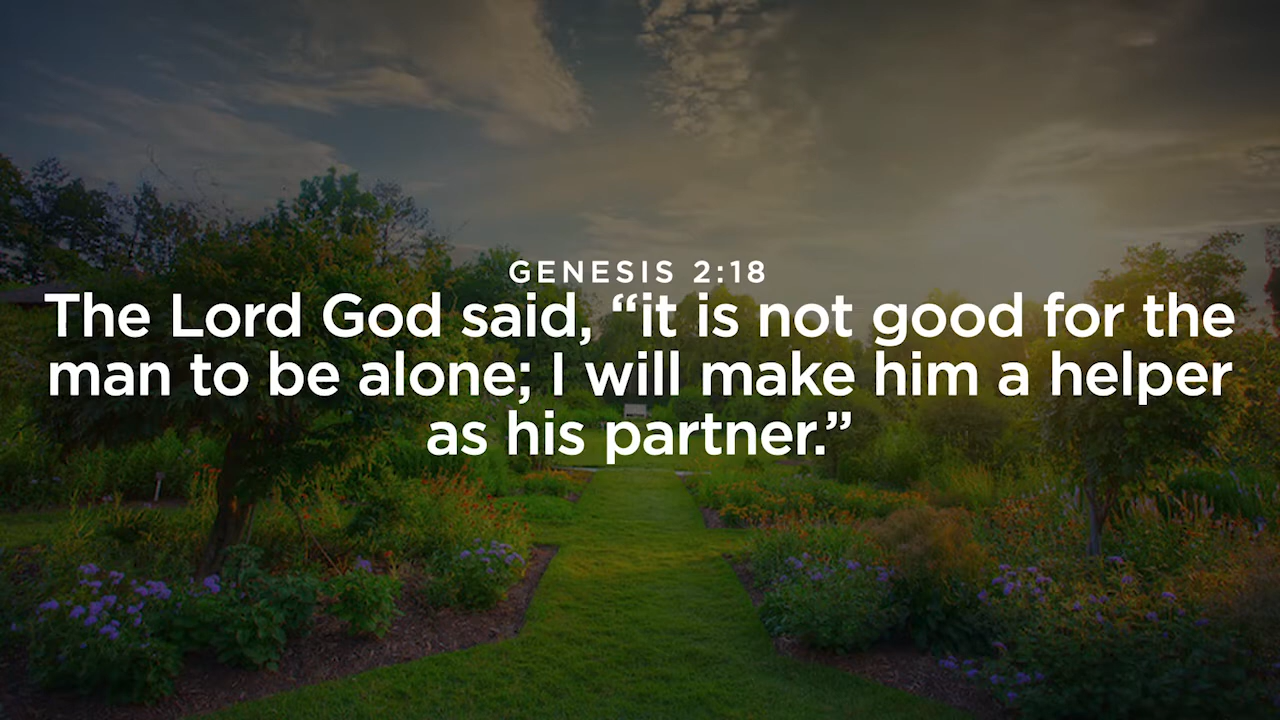 GENESIS 2:18
The Lord God said, “it is not good for the
man to be alone; I will make him a helper
as his partner.”